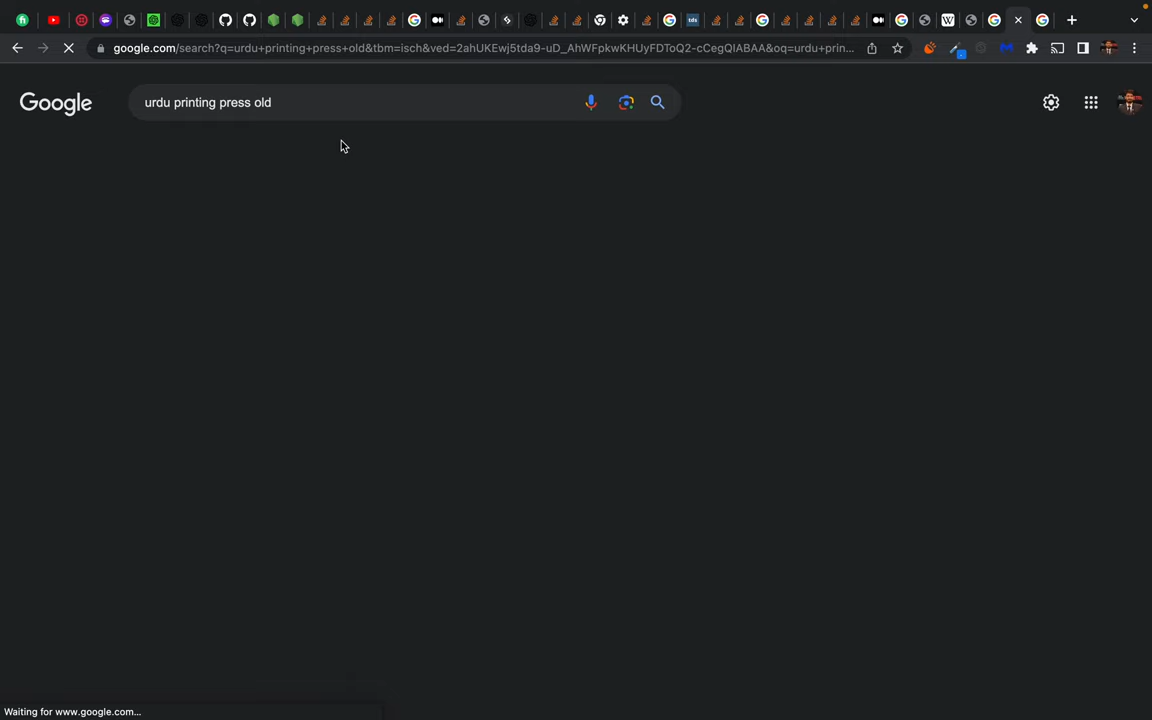 tds
W
google.com/search?q=urdu+printing+press+old&tbm=isch&ved=2ahUKEwj5tda9-uD_AhWFpkwKHUyFDToQ2-cCegQIABAA&oq=urdu+prin...
Google
urdu printing press old
Waiting for www.google.com...